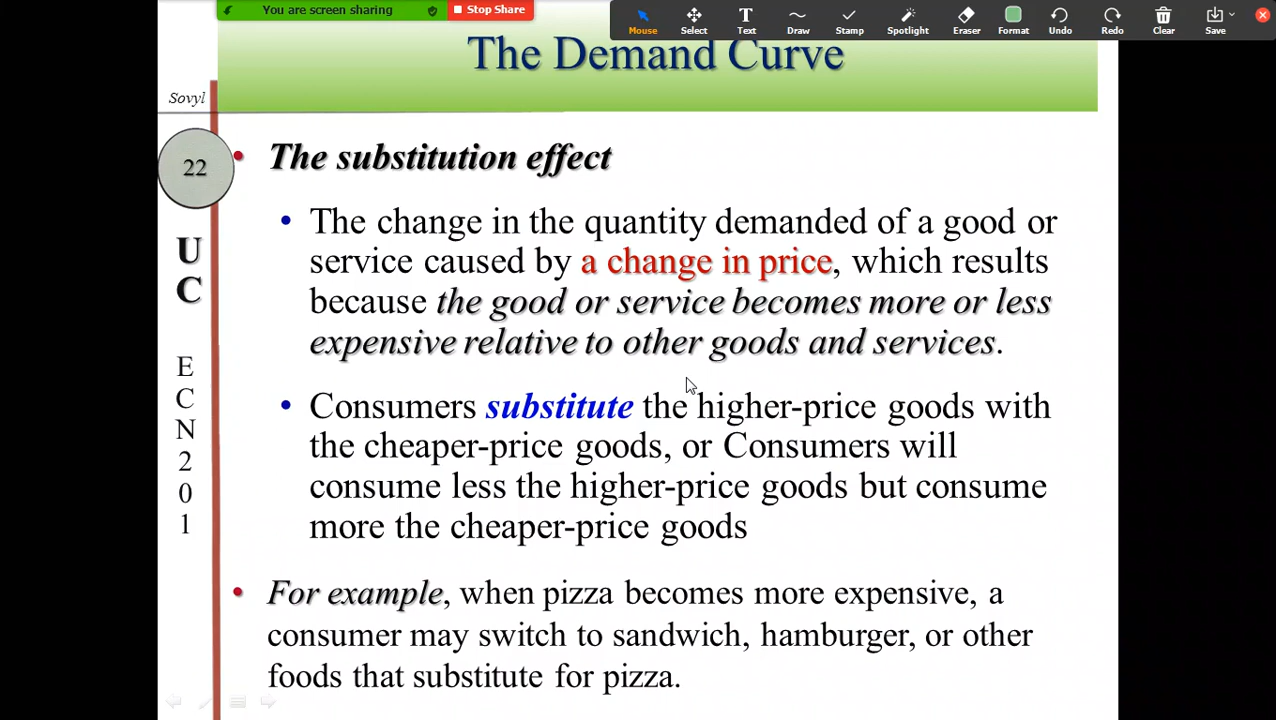 You are screen sharing
Stop Share
Mouse
Select
Text
Draw
Stamp
Spotlight
Eraser
Format
Undo
Redo
Clear
Save
The Demand Curve
Sovyl
22
U
C
E
C
N
2
0
1
• The substitution effect
• The change in the quantity demanded of a good or
service caused by a change in price, which results
because the good or service becomes more or less
expensive relative to other goods and services.
• Consumers substitute the higher-price goods with
the cheaper-price goods, or Consumers will
consume less the higher-price goods but consume
more the cheaper-price goods
• For example, when pizza becomes more expensive, a
consumer may switch to sandwich, hamburger, or other
foods that substitute for pizza.